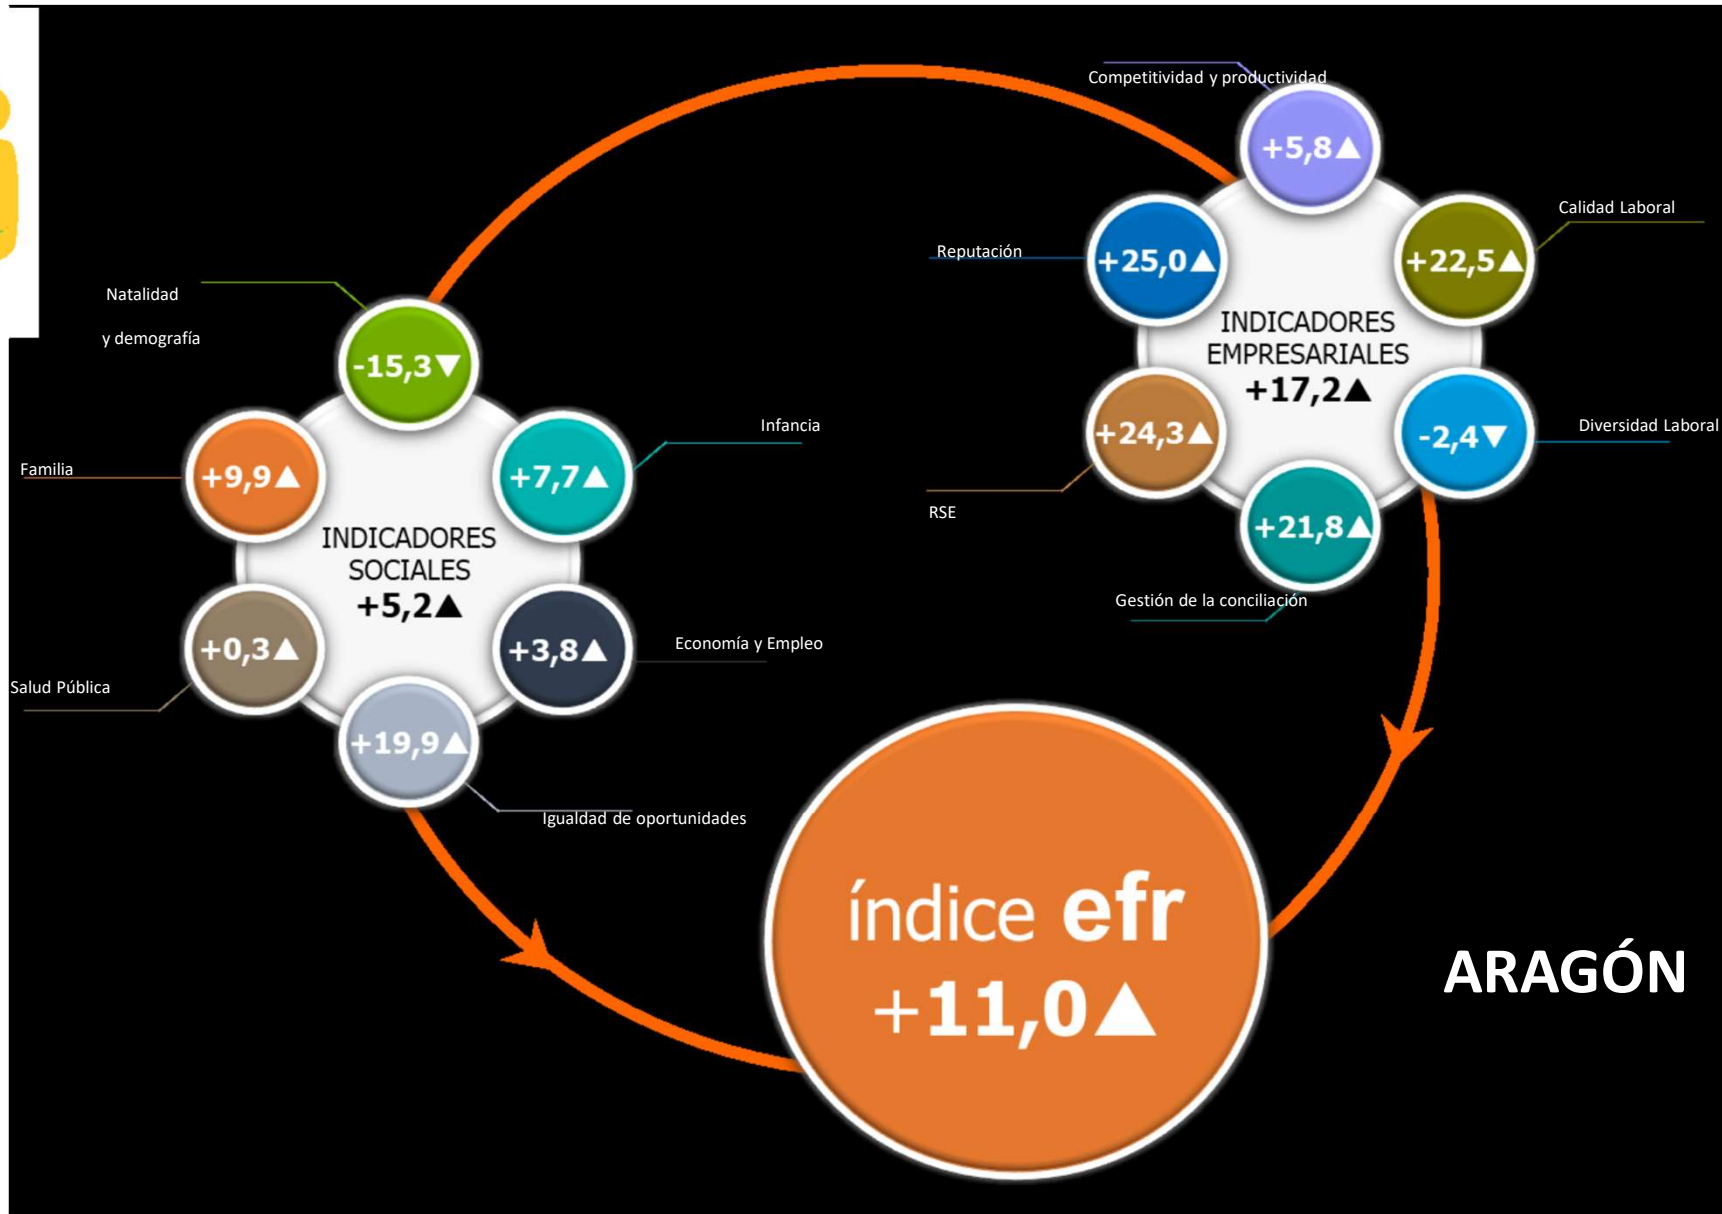 Competitividad y productividad
+5,8▲
Reputación
+25,0▲
Calidad Laboral
+22,5▲
INDICADORES
EMPRESARIALES
+17,2▲
RSE
+24,3▲
Diversidad Laboral
-2,4▼
+21,8▲
Gestión de la conciliación
Natalidad
y demografía
-15,3▼
Familia
+9,9▲
Infancia
+7,7▲
INDICADORES
SOCIALES
+5,2▲
Salud Pública
+0,3▲
Economía y Empleo
+3,8▲
+19,9▲
Igualdad de oportunidades
índice efr
+11,0▲
ARAGÓN